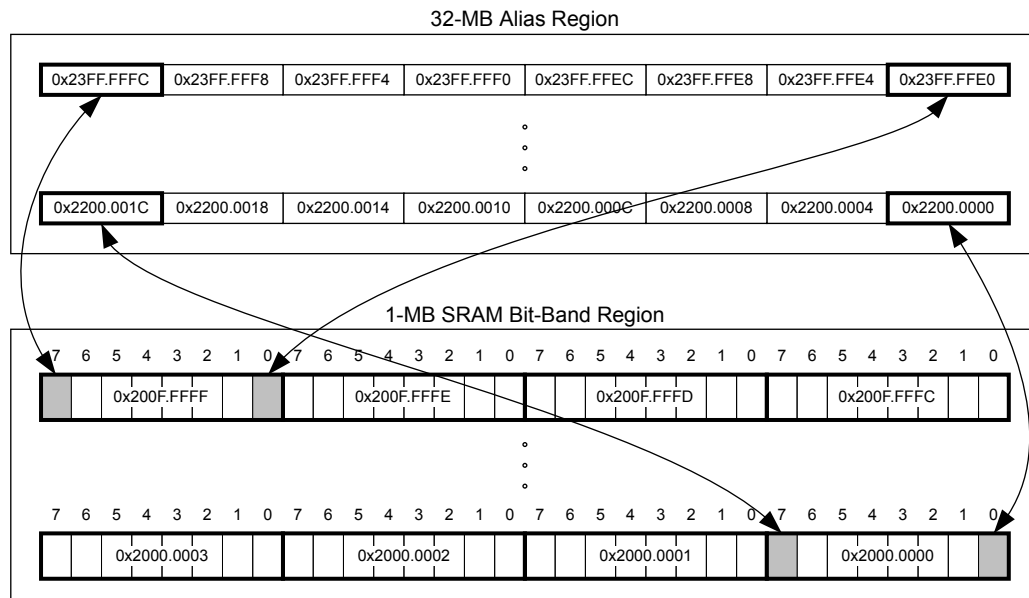 32-MB Alias Region
0x23FF.FFFC 0x23FF.FFF8 0x23FF.FFF4 0x23FF.FFF0 0x23FF.FFEC 0x23FF.FFE8 0x23FF.FFE4 0x23FF.FFE0
0x2200.001C 0x2200.0018 0x2200.0014 0x2200.0010 0x2200.000C 0x2200.0008 0x2200.0004 0x2200.0000
1-MB SRAM Bit-Band Region
7 6 5 4 3 2 1 0 7 6 5 4 3 2 1 0 7 6 5 4 3 2 1 0 7 6 5 4 3 2 1 0
0x200F.FFFF 0x200F.FFFE 0x200F.FFFD 0x200F.FFFC
7 6 5 4 3 2 1 0 7 6 5 4 3 2 1 0 7 6 5 4 3 2 1 0 7 6 5 4 3 2 1 0
0x2000.0003 0x2000.0002 0x2000.0001 0x2000.0000